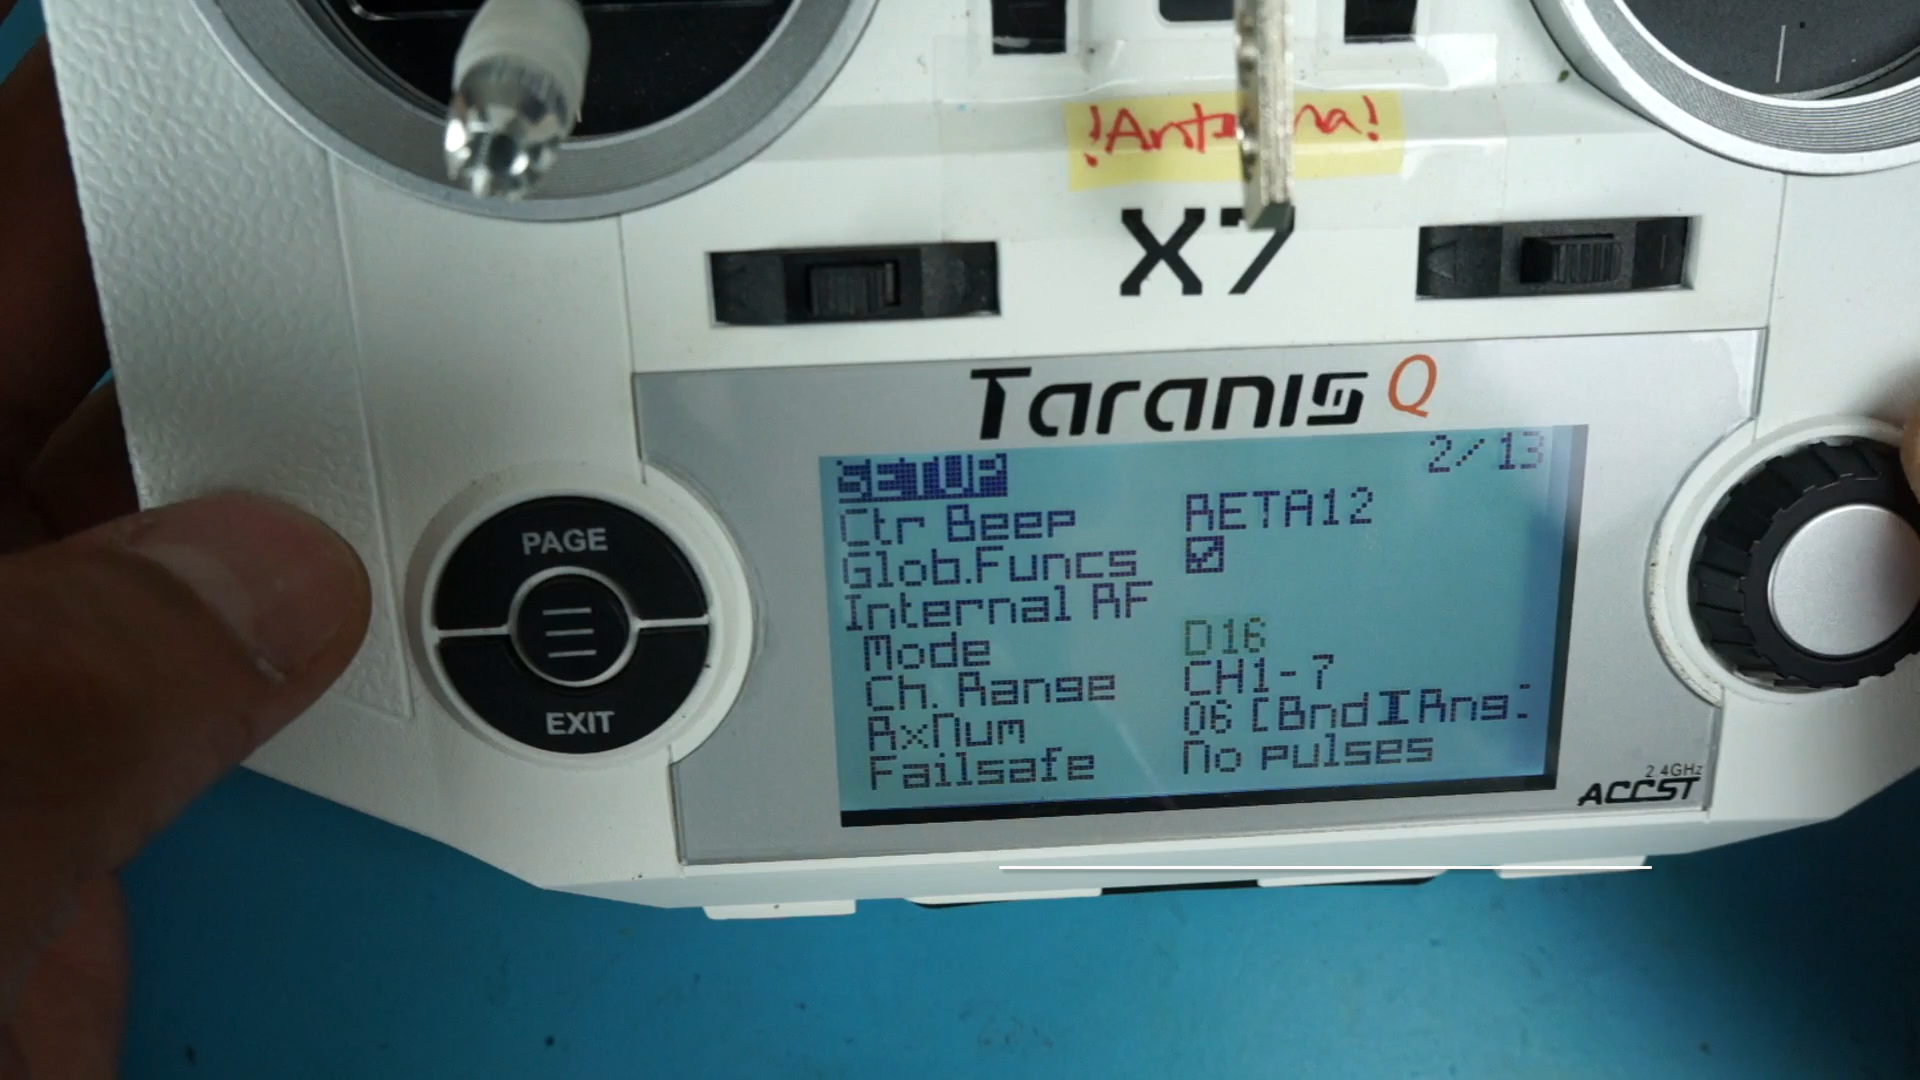 !Antenna!
X7
Taranis Q
SETUP 2/13
Ctr Beep RETA12
Glob.Funcs
Internal RF
Mode D16
Ch. Range CH1-7
RxNum 06 [Bnd] [Rng]
Failsafe No pulses
PAGE
EXIT
2.4GHz
ACCST